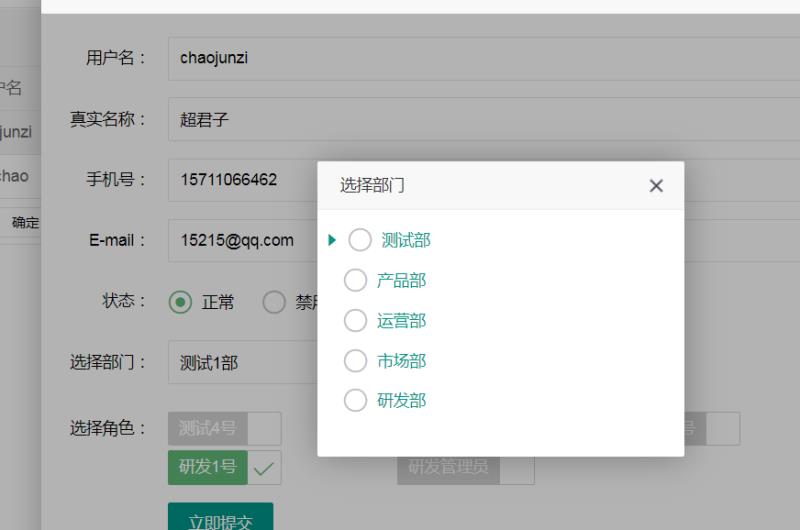 用户名：
chaojunzi
户名
真实名称：
超君子
junzi
手机号：
15711066462
chao
确定
选择部门
测试部
产品部
运营部
市场部
研发部
E-mail：
15215@qq.com
状态：
正常
禁用
选择部门：
测试1部
选择角色：
测试4号
号
研发1号
研发管理员
立即提交